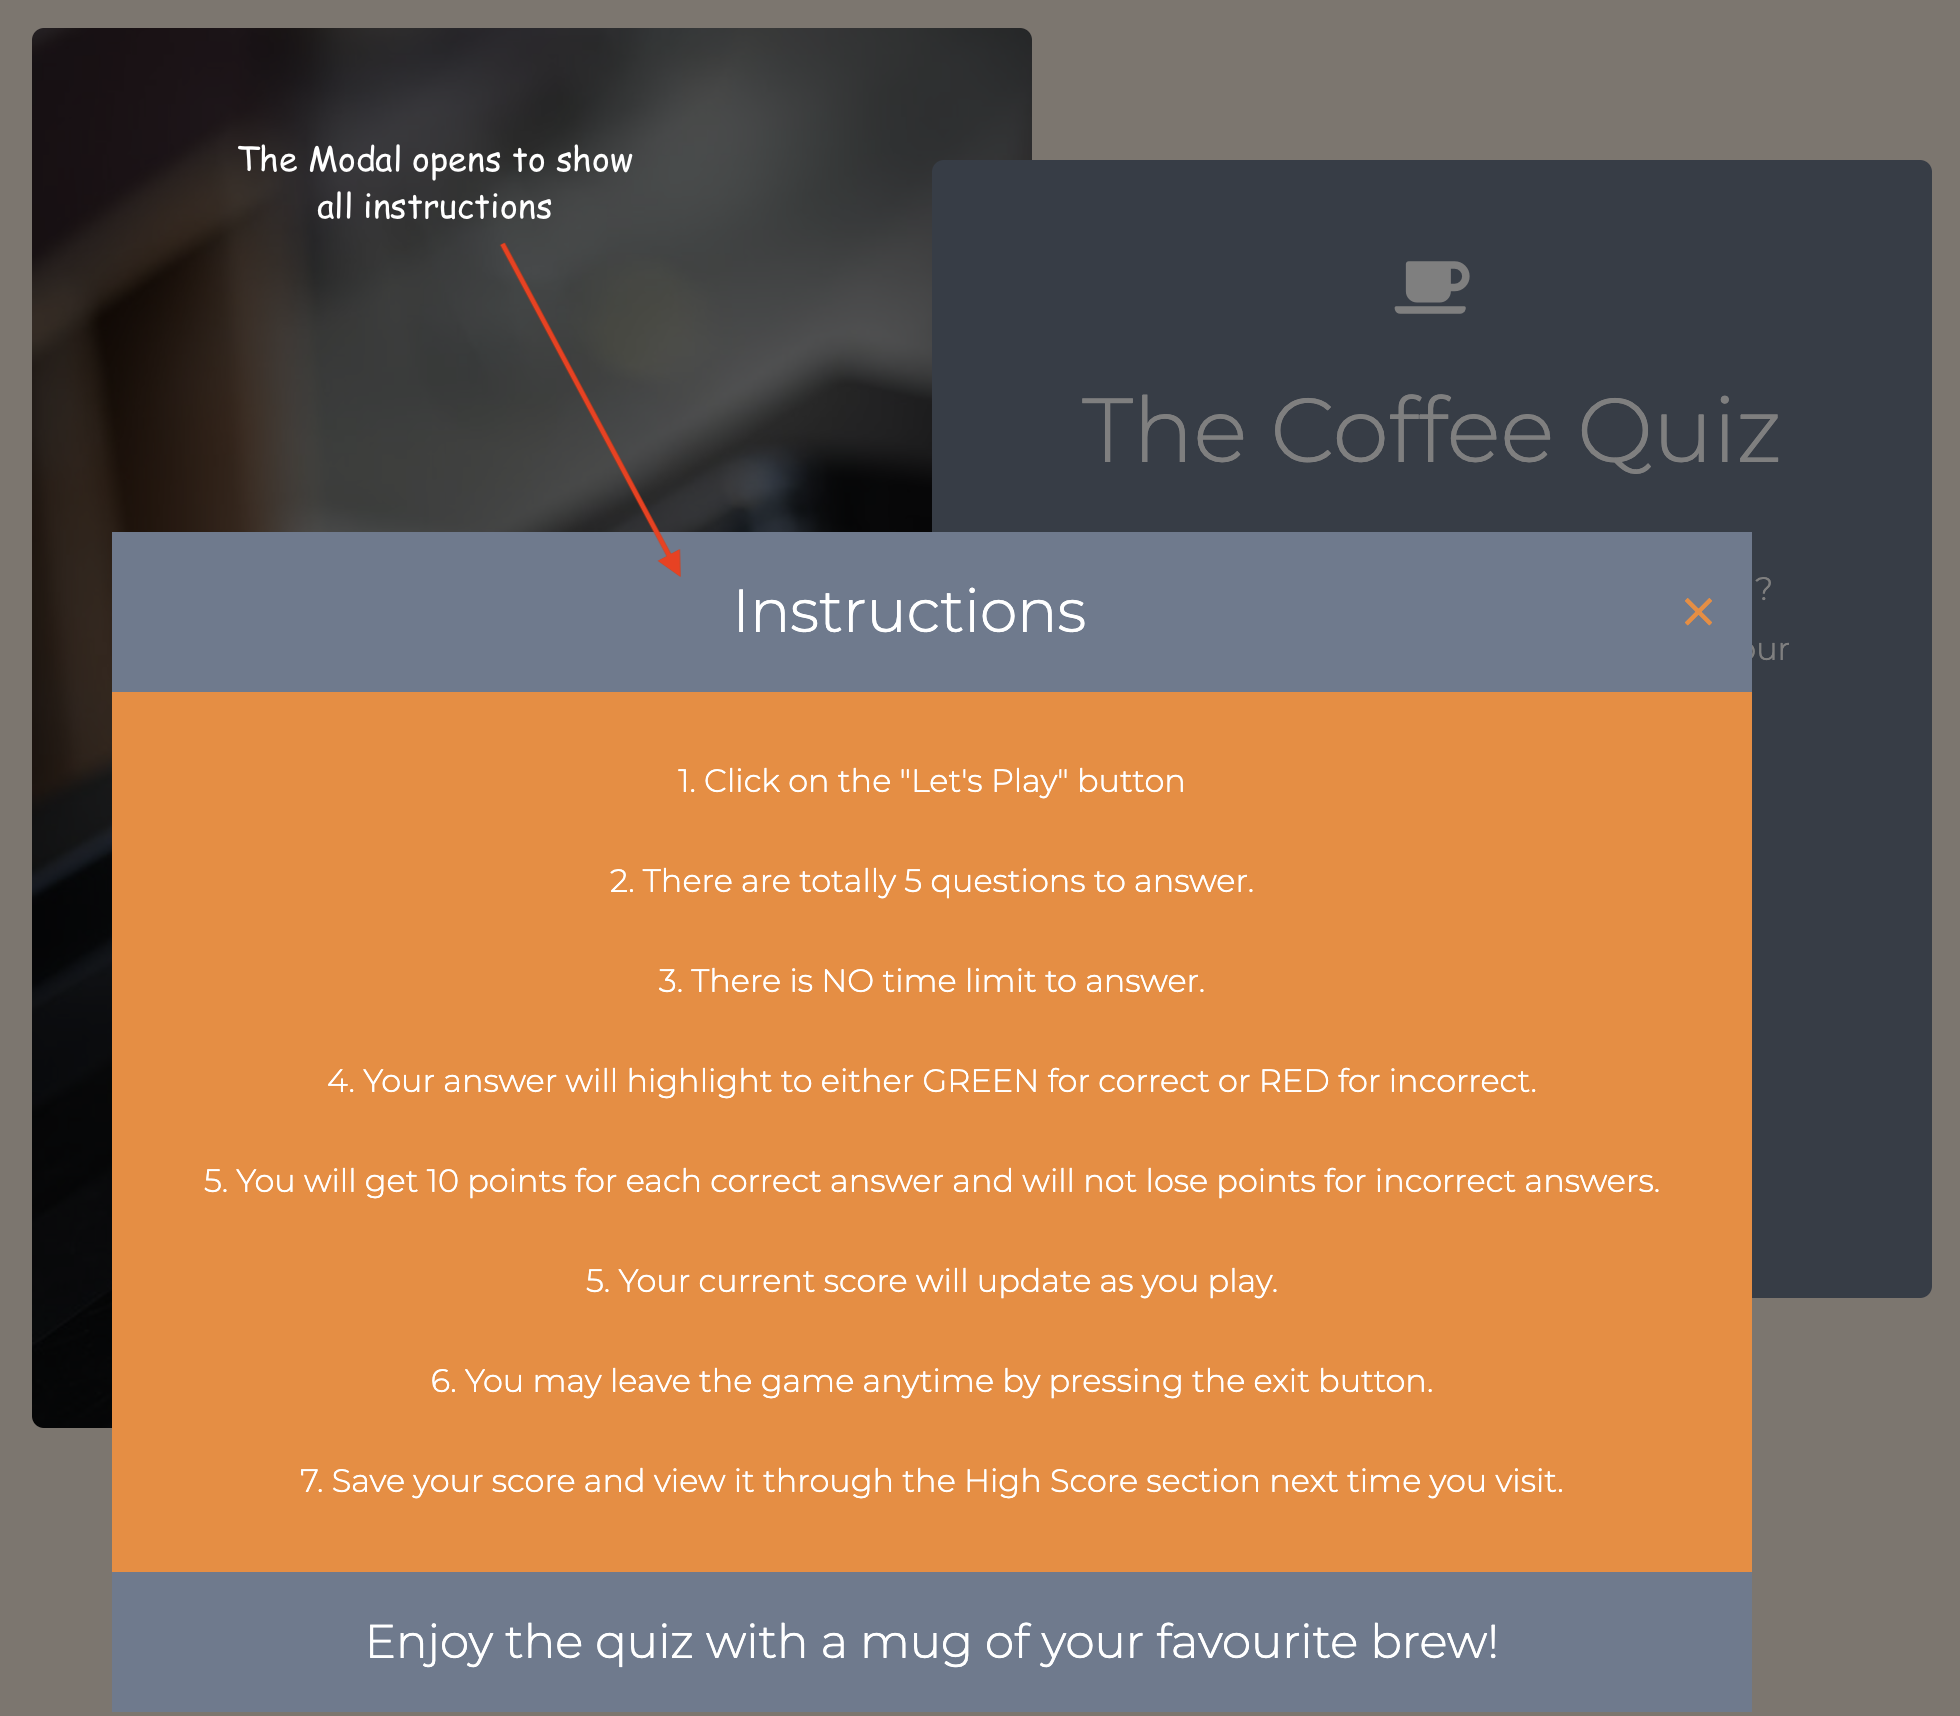 The Modal opens to show
all instructions
The Coffee Quiz
?
our
Instructions
1. Click on the "Let's Play" button
2. There are totally 5 questions to answer.
3. There is NO time limit to answer.
4. Your answer will highlight to either GREEN for correct or RED for incorrect.
5. You will get 10 points for each correct answer and will not lose points for incorrect answers.
5. Your current score will update as you play.
6. You may leave the game anytime by pressing the exit button.
7. Save your score and view it through the High Score section next time you visit.
Enjoy the quiz with a mug of your favourite brew!